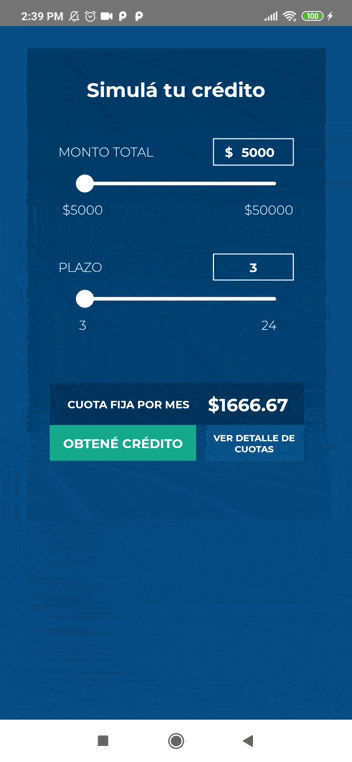 2:39 PM
100
Simulá tu crédito
MONTO TOTAL
$ 5000
$5000
$50000
PLAZO
3
3
24
CUOTA FIJA POR MES
$1666.67
OBTENÉ CRÉDITO
VER DETALLE DE
CUOTAS